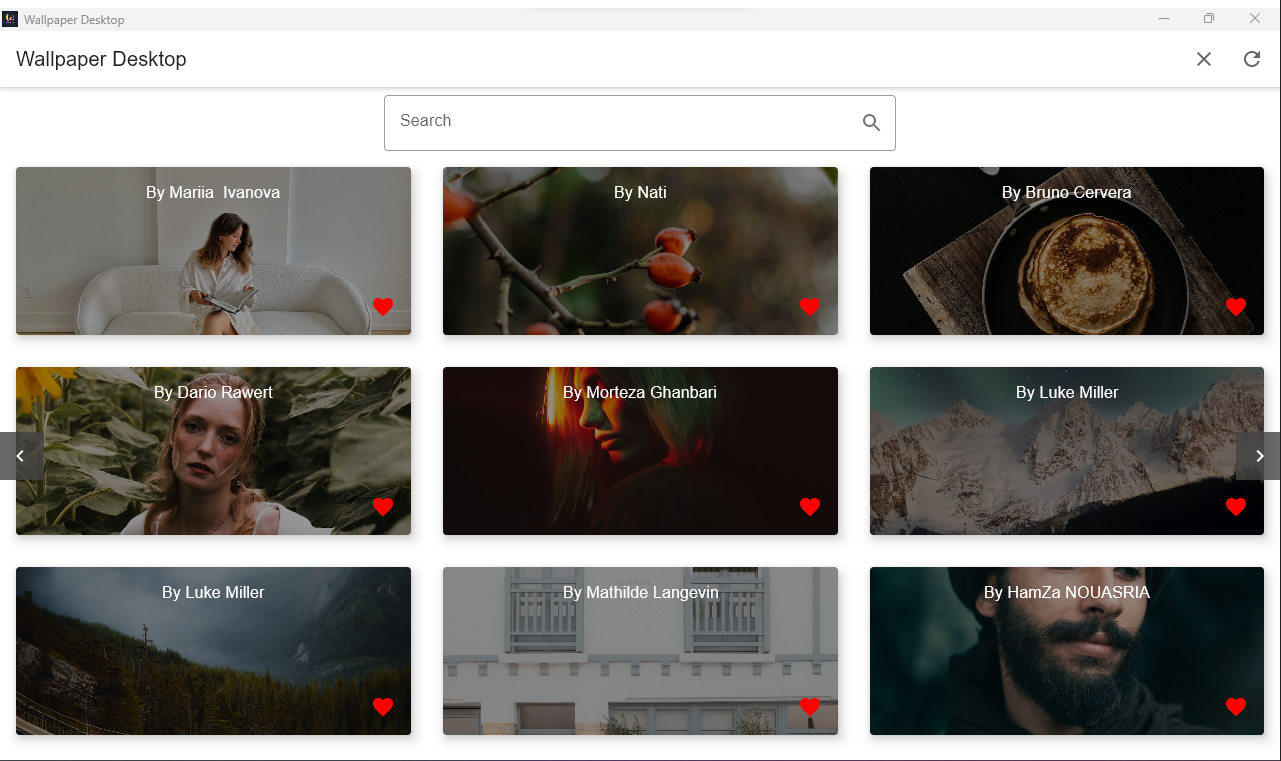 Wallpaper Desktop
Wallpaper Desktop
Search
By Mariia  Ivanova
By Nati
By Bruno Cervera
By Dario Rawert
By Morteza Ghanbari
By Luke Miller
By Luke Miller
By Mathilde Langevin
By HamZa NOUASRIA